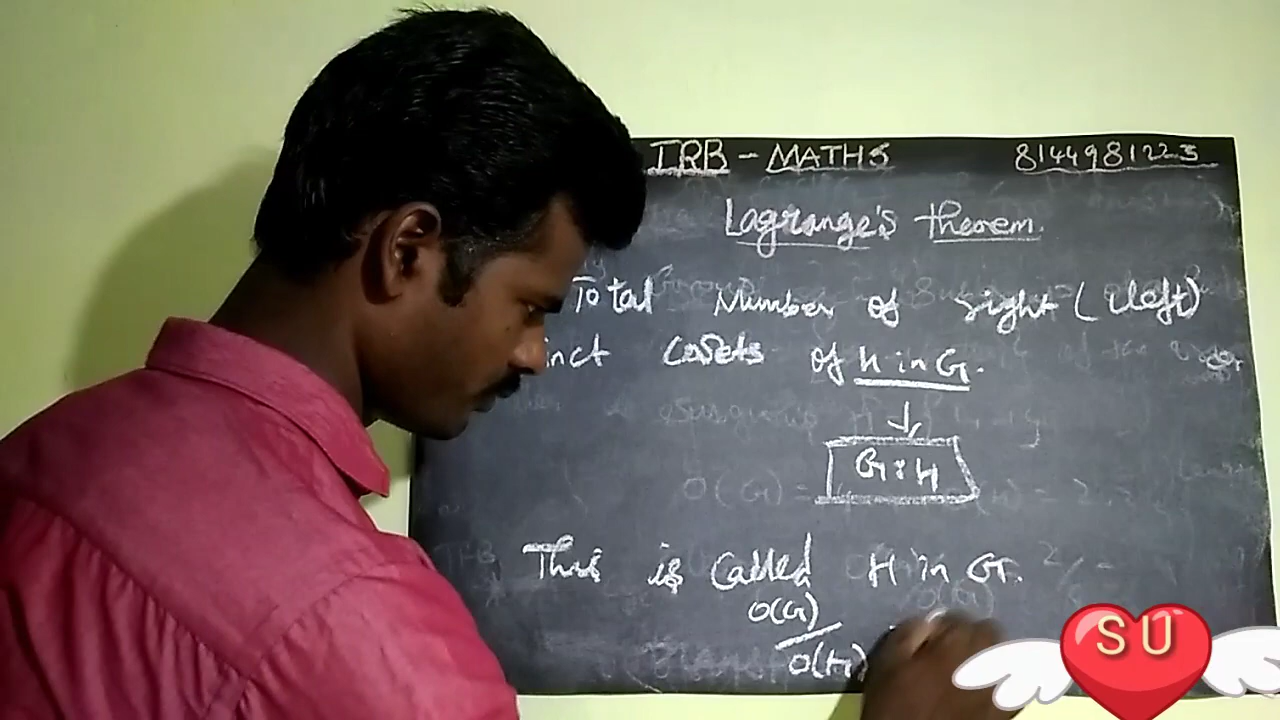 TRB - MATHS 8144981223
Lagrange's theorem.
Total Number of right (left)
inct Cosets of H in G.
G:H
This is Called H in G.
O(G)
O(H)
SU